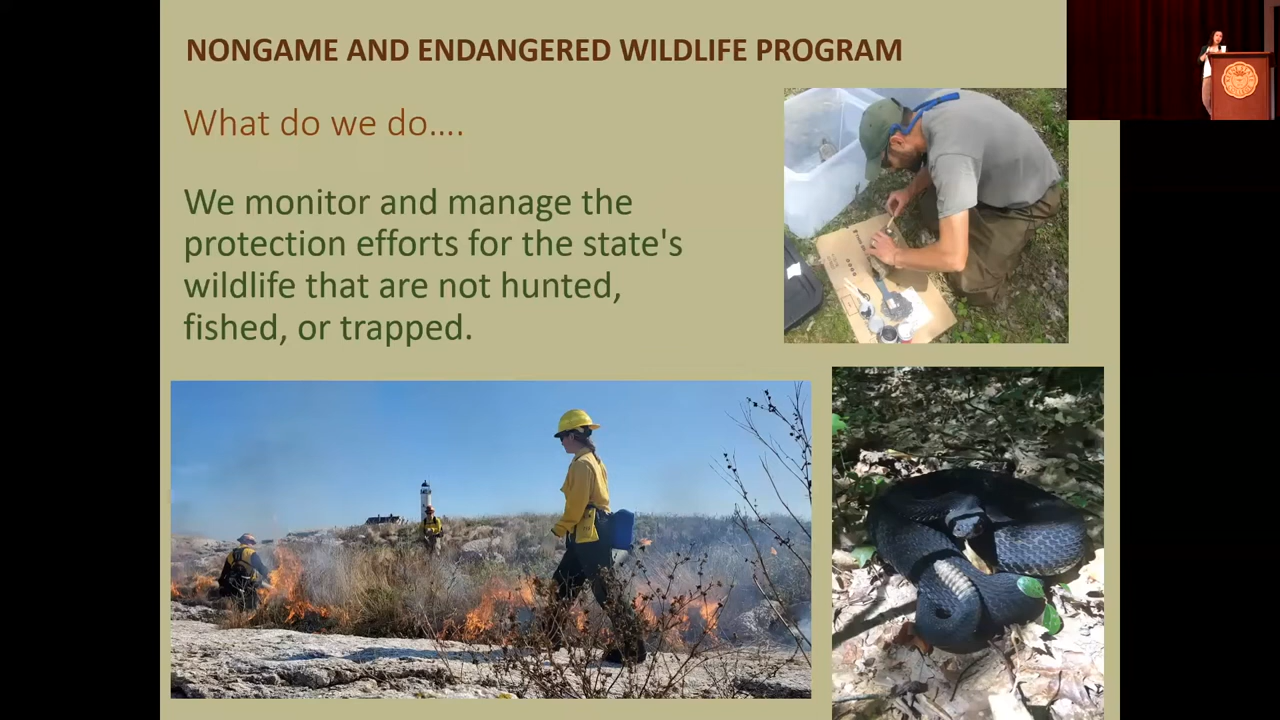 NONGAME AND ENDANGERED WILDLIFE PROGRAM
What do we do....
We monitor and manage the
protection efforts for the state's
wildlife that are not hunted,
fished, or trapped.